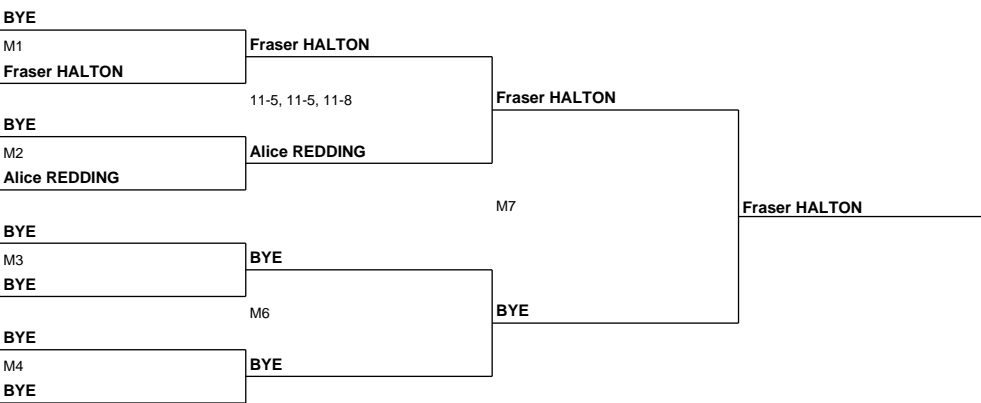 BYE
M1
Fraser HALTON
Fraser HALTON
11-5, 11-5, 11-8
BYE
M2
Alice REDDING
Alice REDDING
Fraser HALTON
M7
Fraser HALTON
BYE
M3
BYE
BYE
M6
BYE
BYE
M4
BYE
BYE